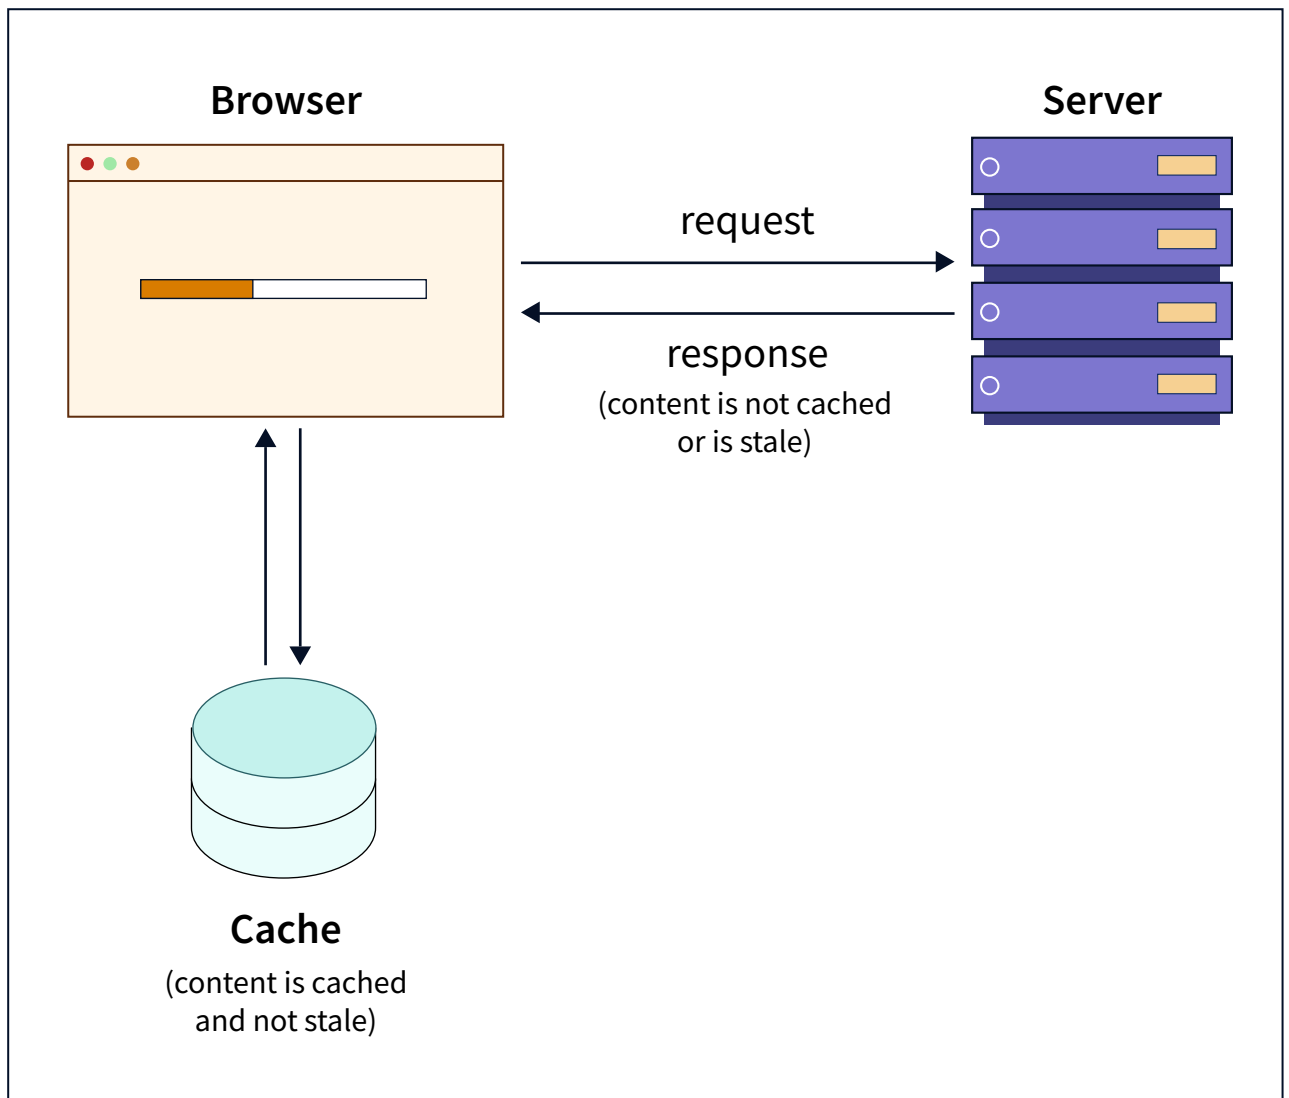 Browser
Server
request
response
(content is not cached
or is stale)
Cache
(content is cached
and not stale)